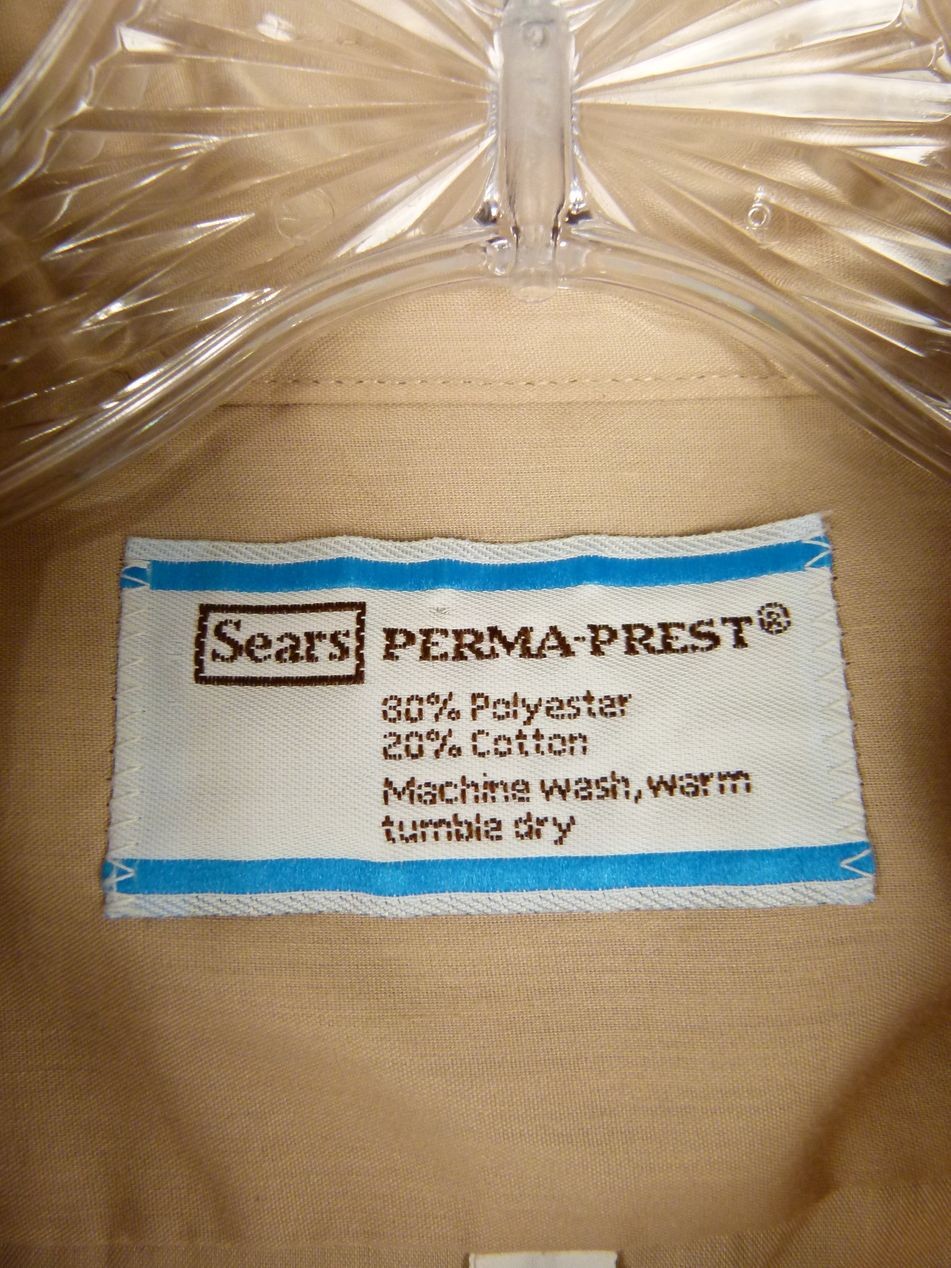 Sears PERMA-PREST®
80% Polyester
20% Cotton
Machine wash, warm
tumble dry